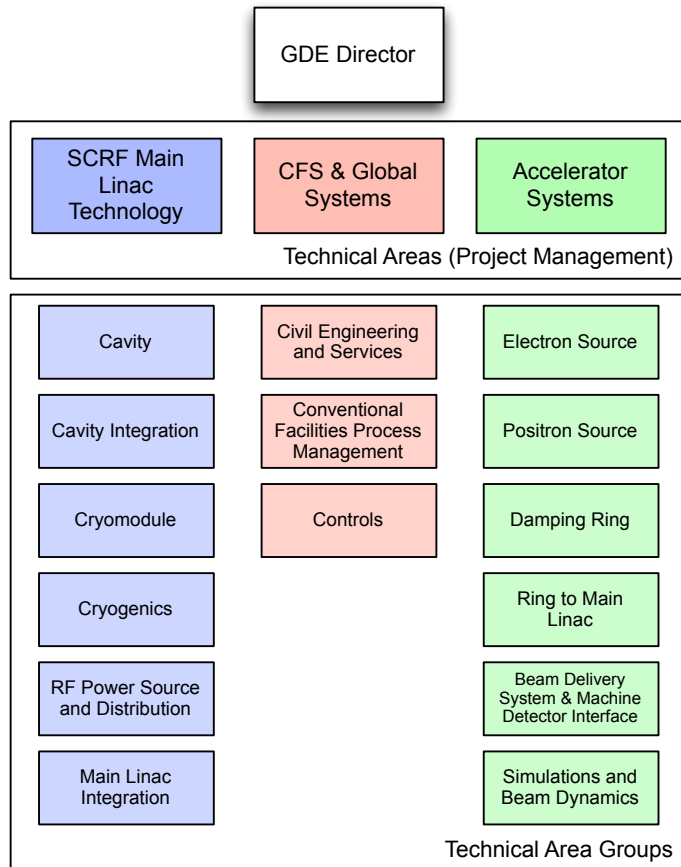 GDE Director
SCRF Main
Linac
Technology
CFS & Global
Systems
Accelerator
Systems
Technical Areas (Project Management)
Cavity
Civil Engineering
and Services
Electron Source
Cavity Integration
Conventional
Facilities Process
Management
Positron Source
Cryomodule
Controls
Damping Ring
Cryogenics
Ring to Main
Linac
RF Power Source
and Distribution
Beam Delivery
System & Machine
Detector Interface
Main Linac
Integration
Simulations and
Beam Dynamics
Technical Area Groups